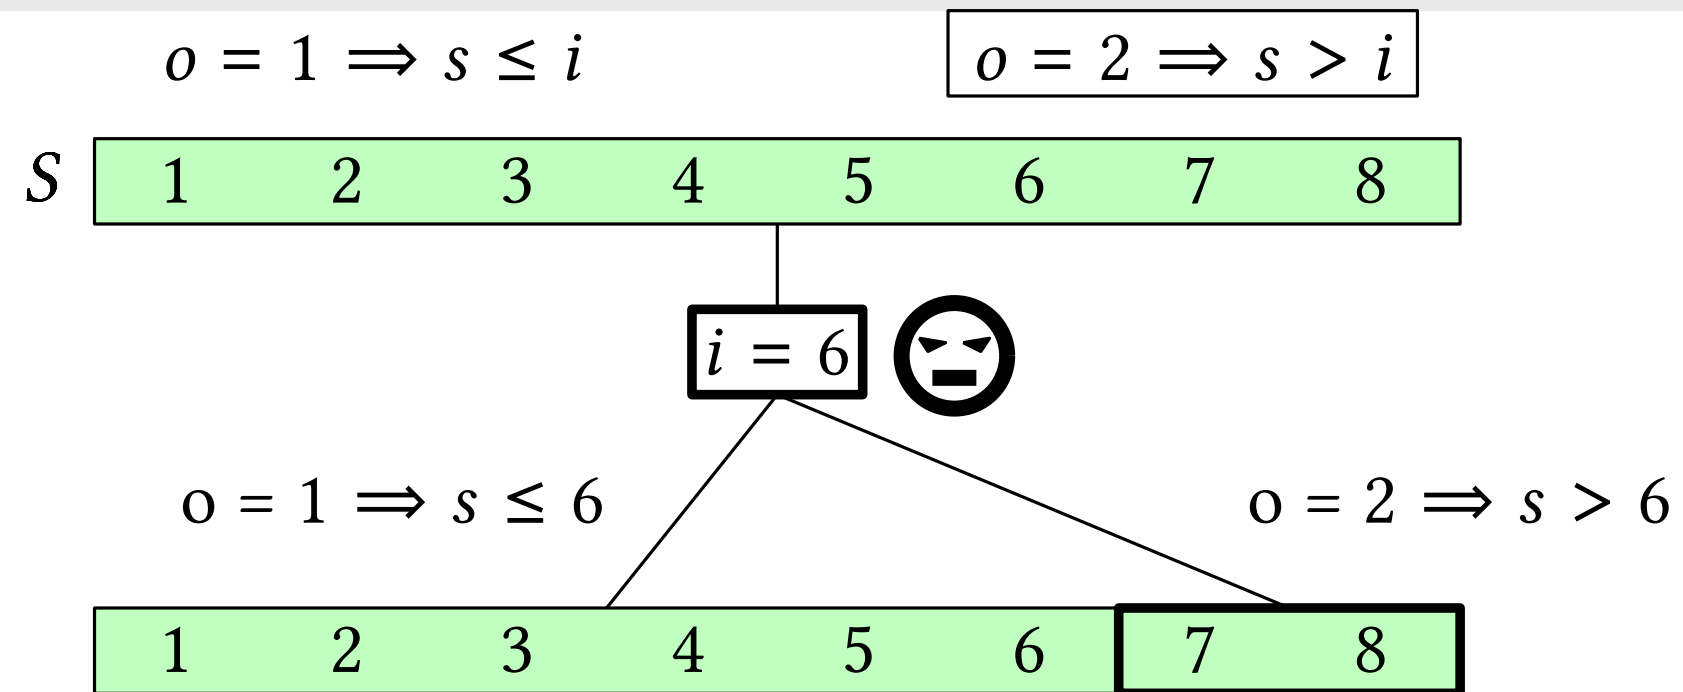 o = 1 ⟹ s ≤ i
o = 2 ⟹ s > i
S 1 2 3 4 5 6 7 8
i = 6
o = 1 ⟹ s ≤ 6
o = 2 ⟹ s > 6
1 2 3 4 5 6 7 8